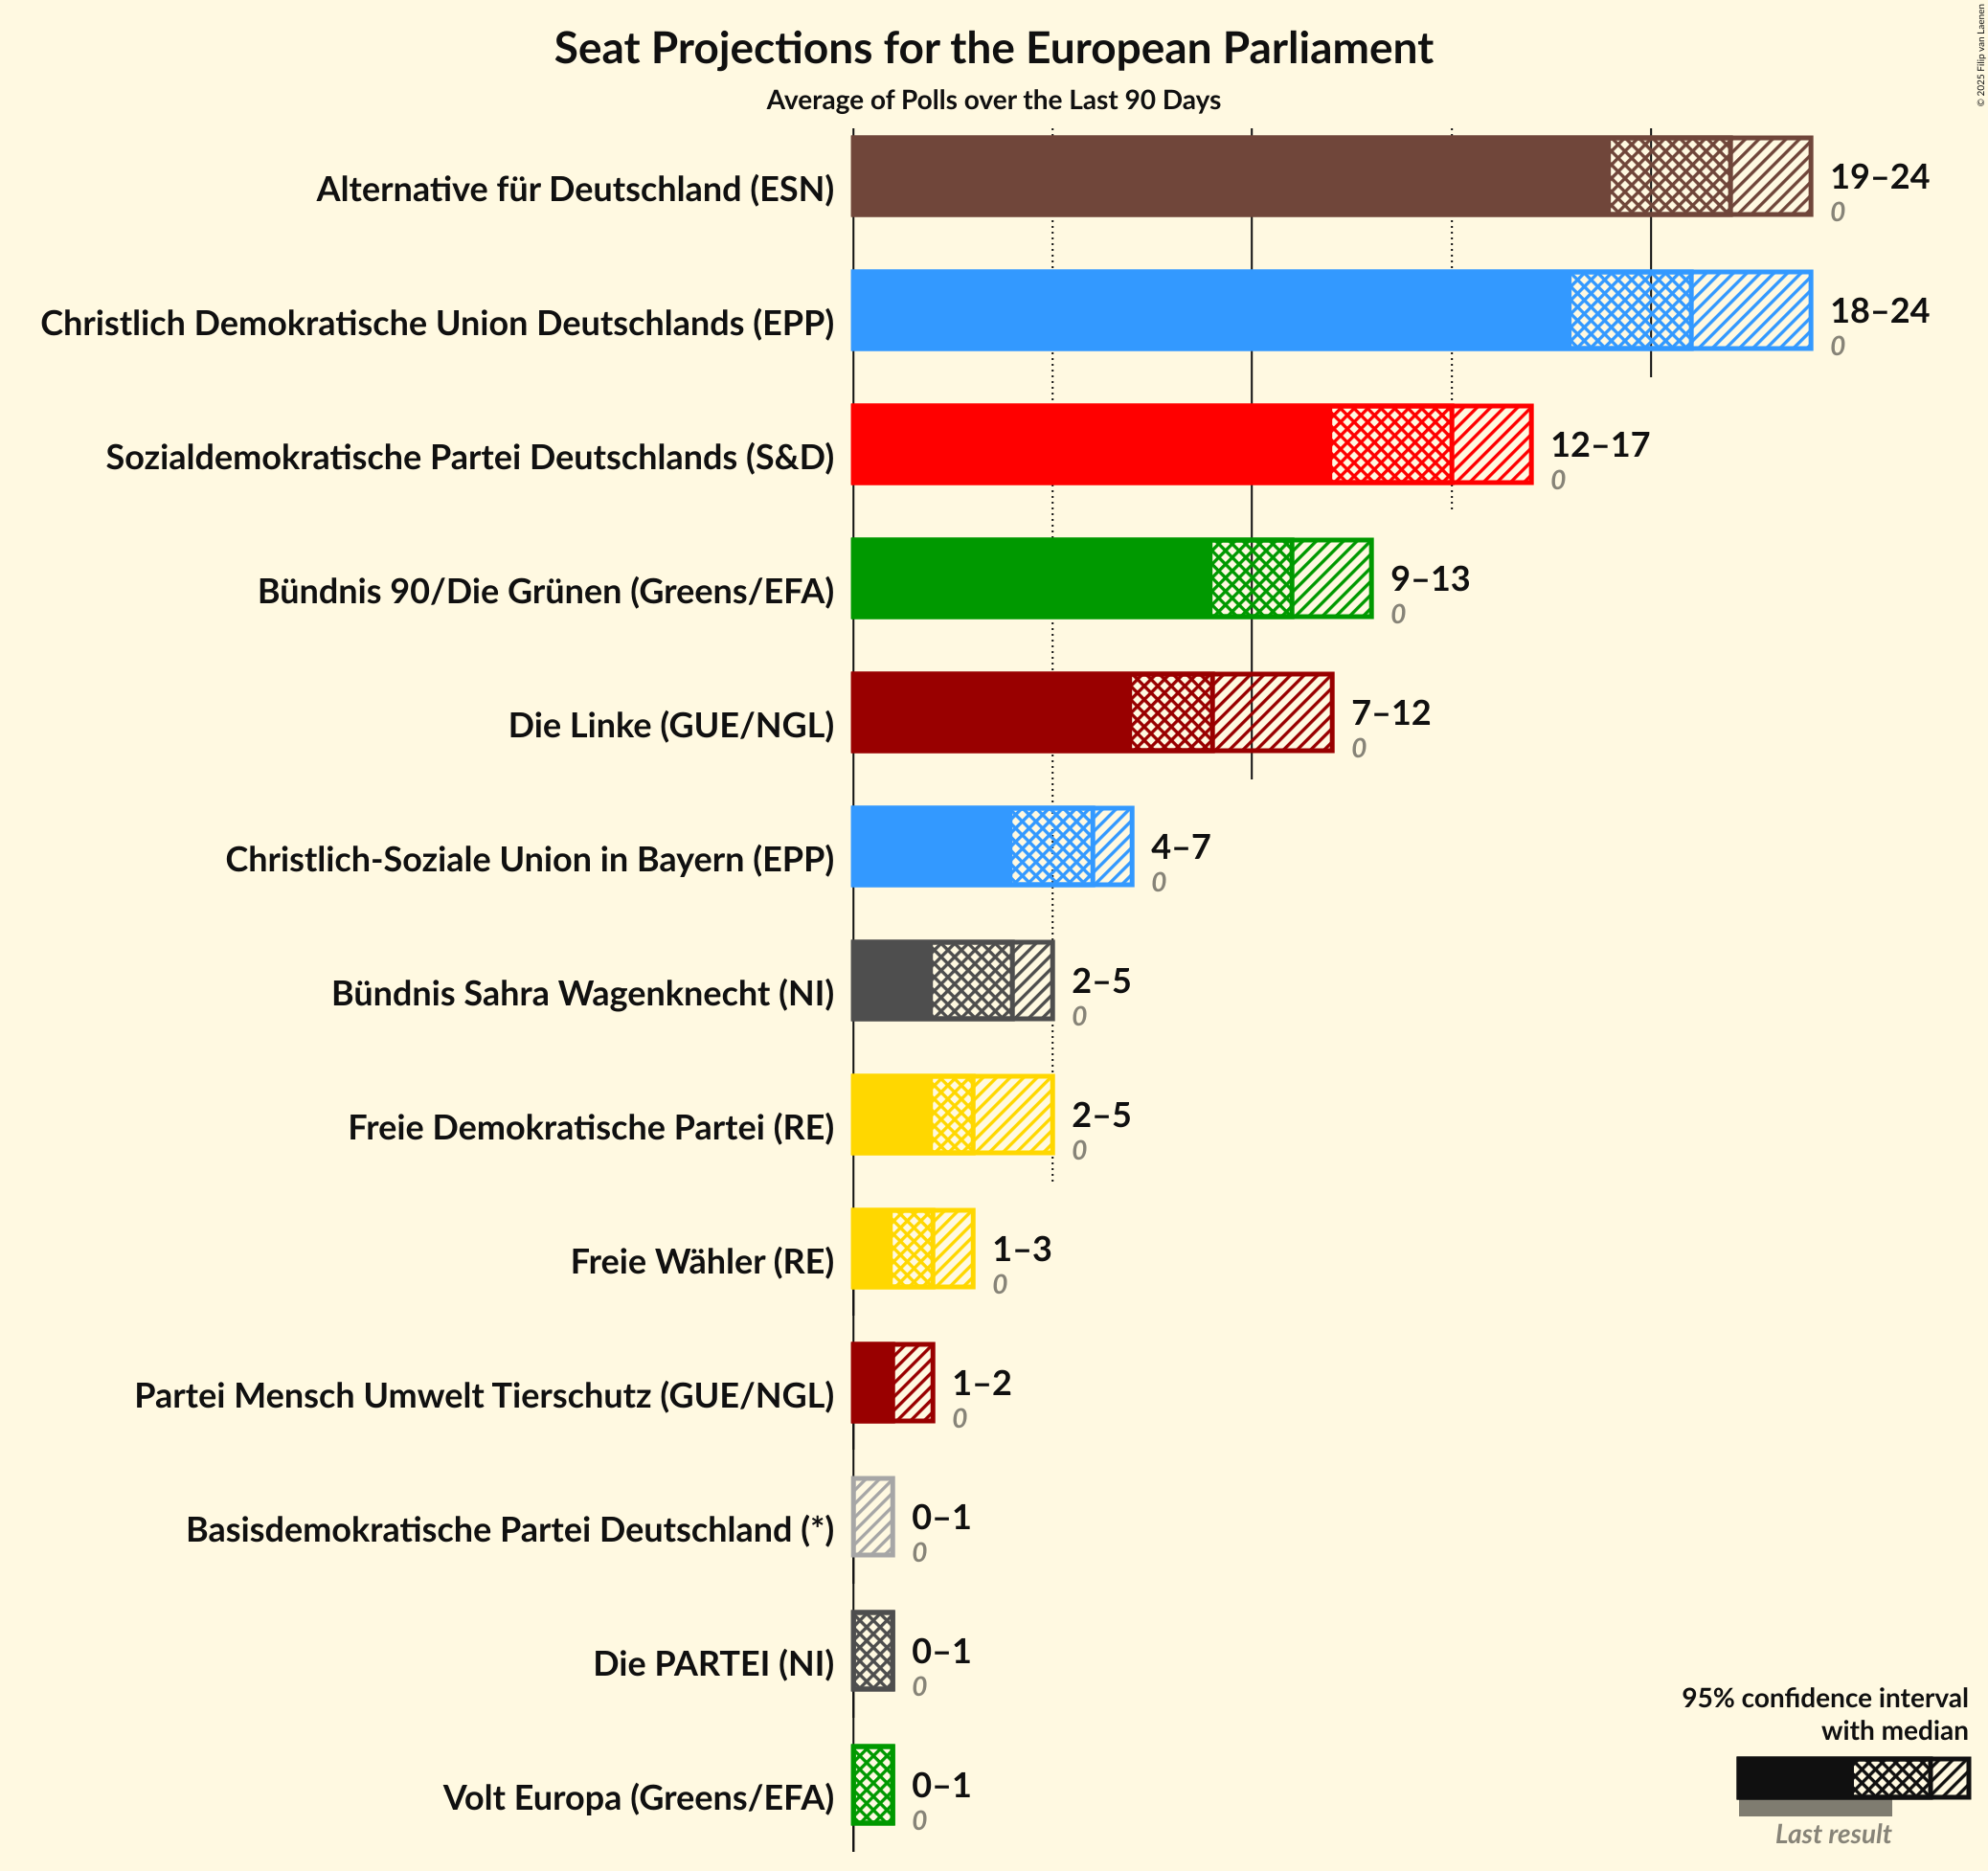 Seat Projections for the European Parliament
Average of Polls over the Last 90 Days
© 2025 Filip van Laenen
Alternative für Deutschland (ESN)
19–24
0
Christlich Demokratische Union Deutschlands (EPP)
18–24
0
Sozialdemokratische Partei Deutschlands (S&D)
12–17
0
Bündnis 90/Die Grünen (Greens/EFA)
9–13
0
Die Linke (GUE/NGL)
7–12
0
Christlich-Soziale Union in Bayern (EPP)
4–7
0
Bündnis Sahra Wagenknecht (NI)
2–5
0
Freie Demokratische Partei (RE)
2–5
0
Freie Wähler (RE)
1–3
0
Partei Mensch Umwelt Tierschutz (GUE/NGL)
1–2
0
Basisdemokratische Partei Deutschland (*)
0–1
0
Die PARTEI (NI)
0–1
0
Volt Europa (Greens/EFA)
0–1
0
95% confidence interval
with median
Last result